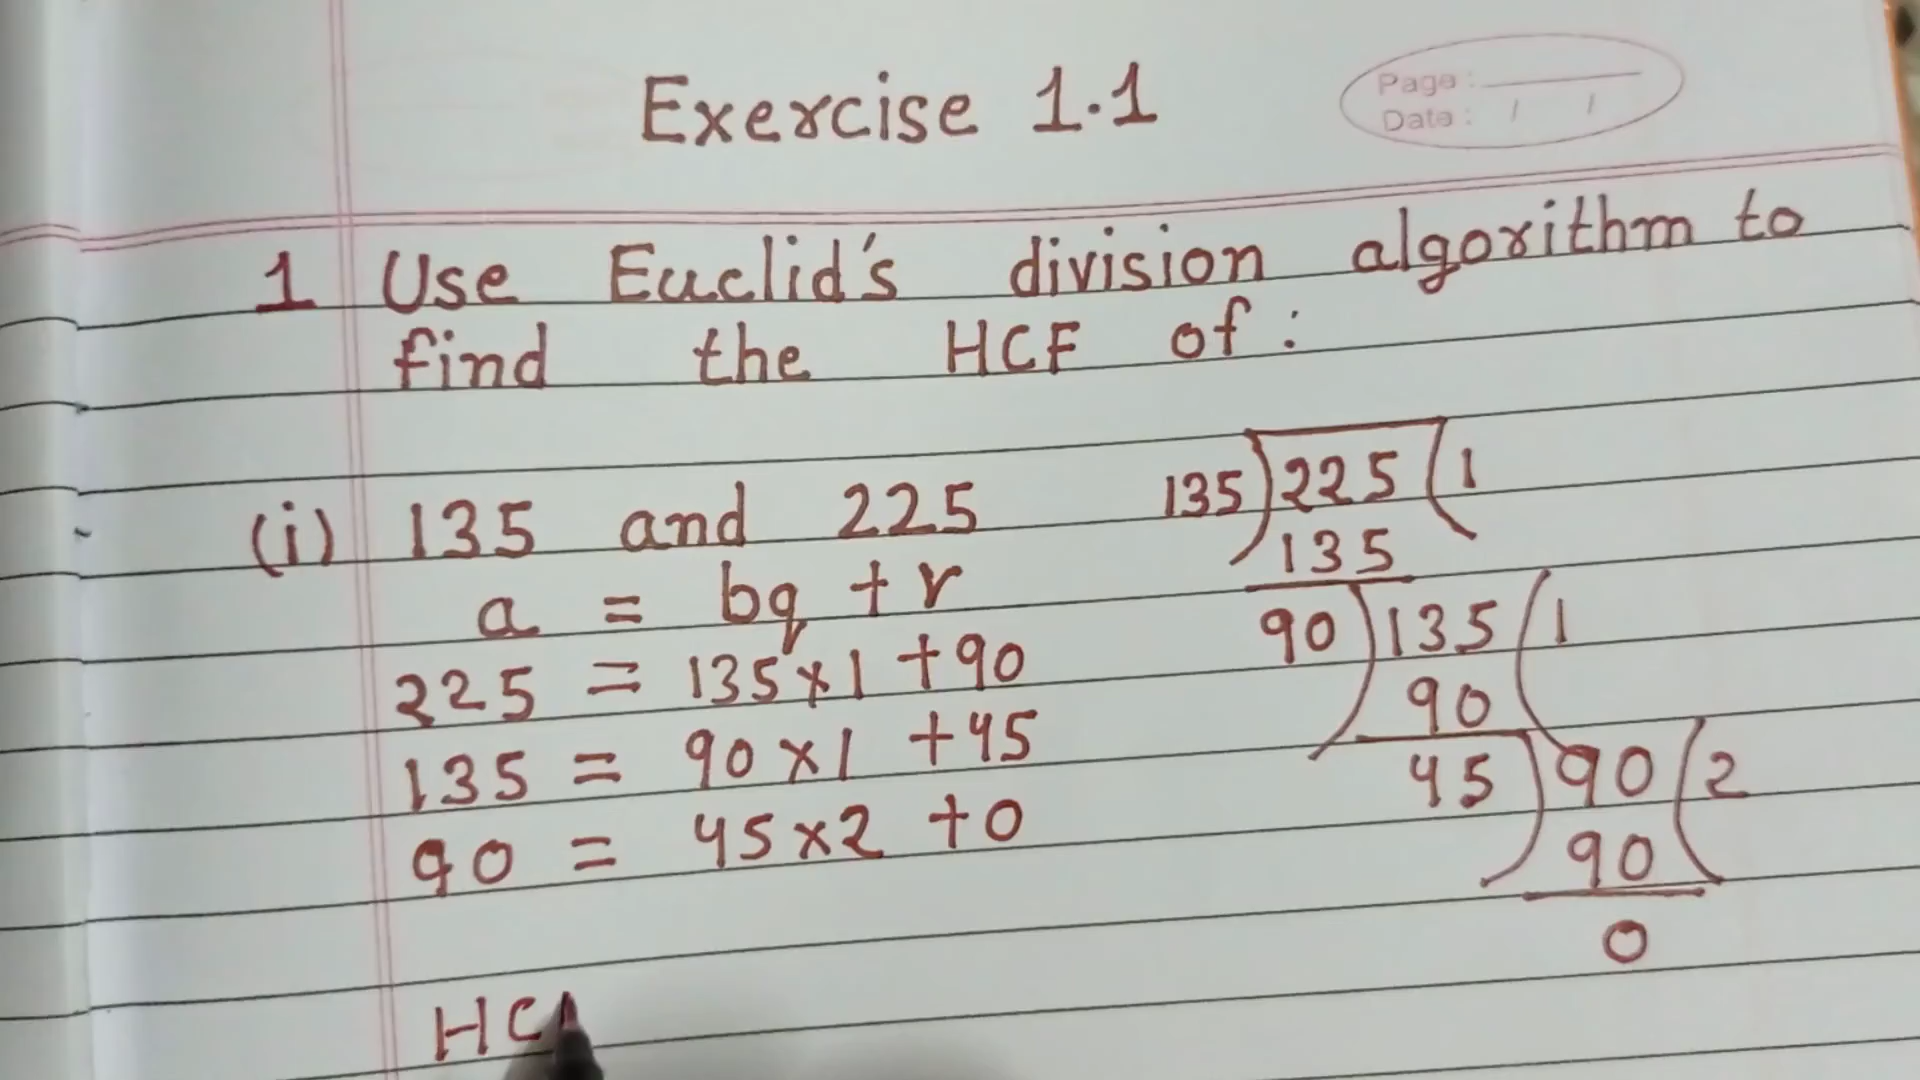 Exercise 1.1
Page :
Date : / /
1 Use Euclid's division algorithm to
find the HCF of :
(i) 135 and 225
a = bq + r
225 = 135 x 1 + 90
135 = 90 x 1 + 45
90 = 45 x 2 + 0
135) 225 (1
135
90) 135 (1
90
45) 90 (2
90
0
HC